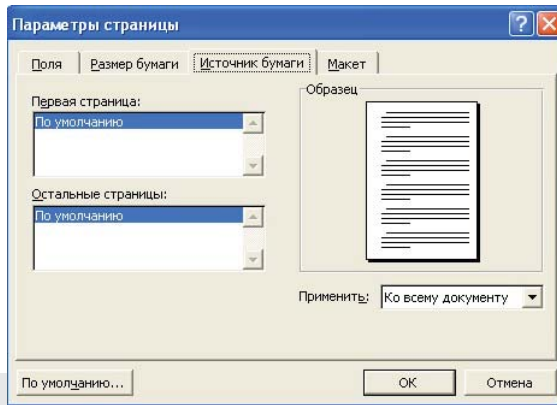 Параметры страницы
Поля
Размер бумаги
Источник бумаги
Макет
Первая страница:
По умолчанию
Остальные страницы:
По умолчанию
Образец
Применить: Ко всему документу
По умолчанию...
ОК
Отмена